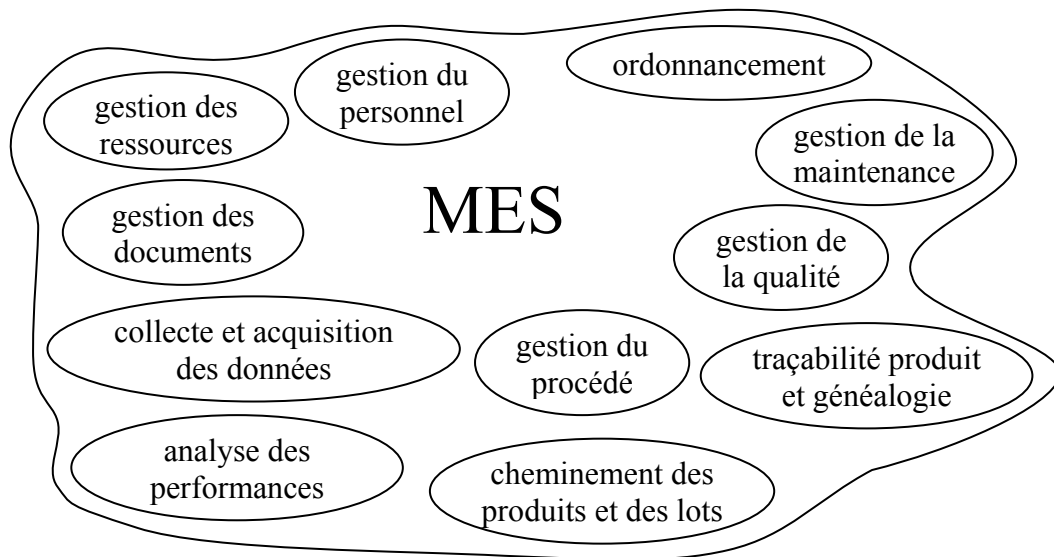 gestion du
personnel
ordonnancement
gestion des
ressources
gestion de la
maintenance
MES
gestion des
documents
gestion de
la qualité
collecte et acquisition
des données
gestion du
procédé
traçabilité produit
et généalogie
analyse des
performances
cheminement des
produits et des lots